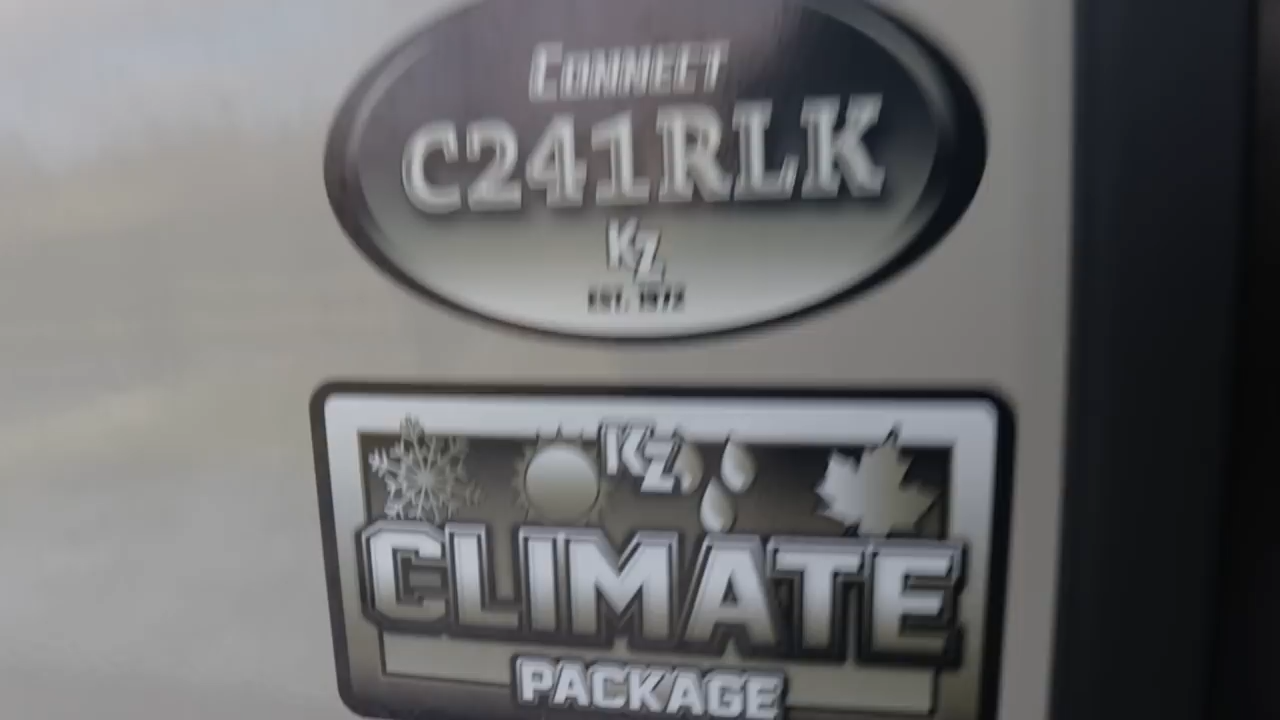 CONNECT
C241RLK
KZ
EST. 1972
KZ
CLIMATE
PACKAGE